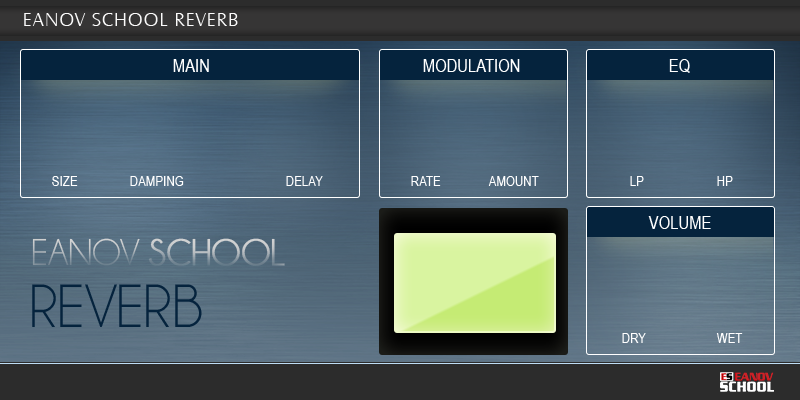 EANOV SCHOOL REVERB
MAIN
MODULATION
EQ
SIZE DAMPING DELAY
RATE AMOUNT
LP HP
EANOV SCHOOL
REVERB
VOLUME
DRY WET
ES EANOV
SCHOOL